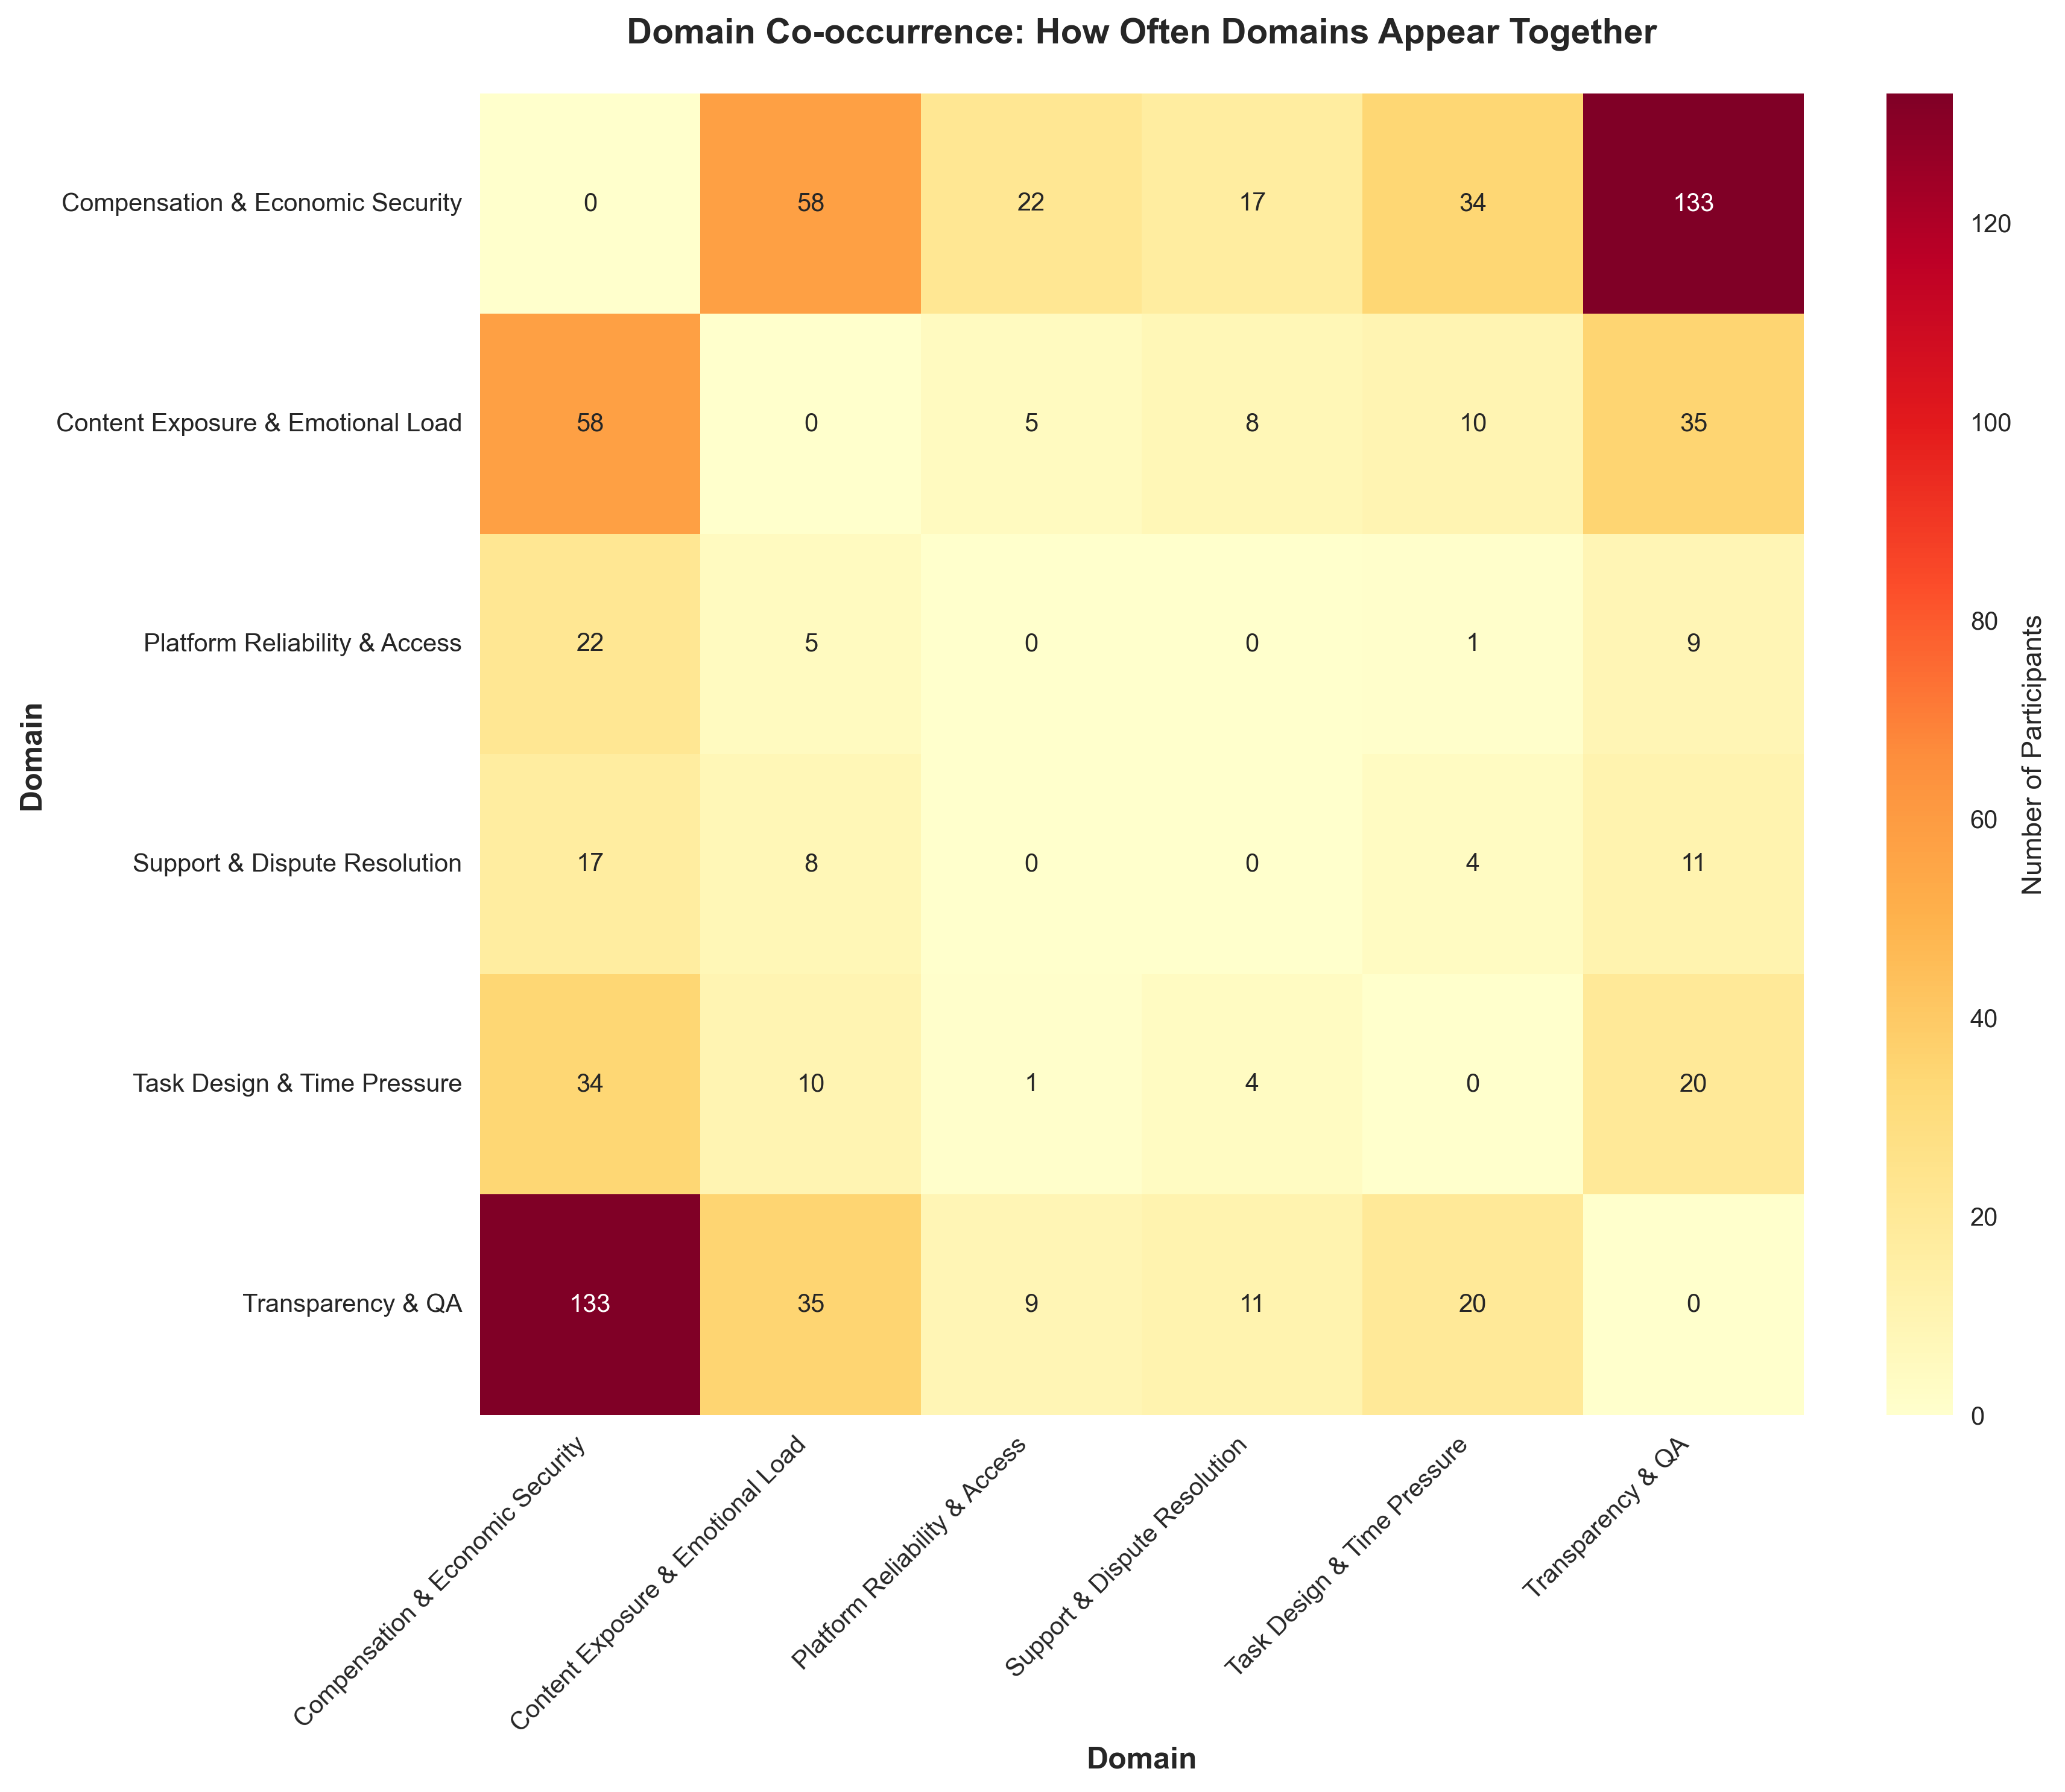 Domain Co-occurrence: How Often Domains Appear Together
Compensation & Economic Security 0 58 22 17 34 133
Content Exposure & Emotional Load 58 0 5 8 10 35
Platform Reliability & Access 22 5 0 0 1 9
Support & Dispute Resolution 17 8 0 0 4 11
Task Design & Time Pressure 34 10 1 4 0 20
Transparency & QA 133 35 9 11 20 0
Domain
Compensation & Economic Security
Content Exposure & Emotional Load
Platform Reliability & Access
Support & Dispute Resolution
Task Design & Time Pressure
Transparency & QA
Domain
120
100
80
60
40
20
0
Number of Participants